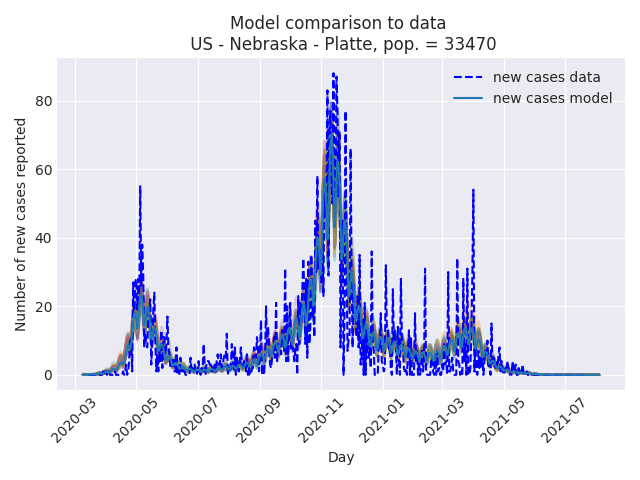 Model comparison to data
US - Nebraska - Platte, pop. = 33470
new cases data
new cases model
Number of new cases reported
80
60
40
20
0
2020-03
2020-05
2020-07
2020-09
2020-11
2021-01
2021-03
2021-05
2021-07
Day